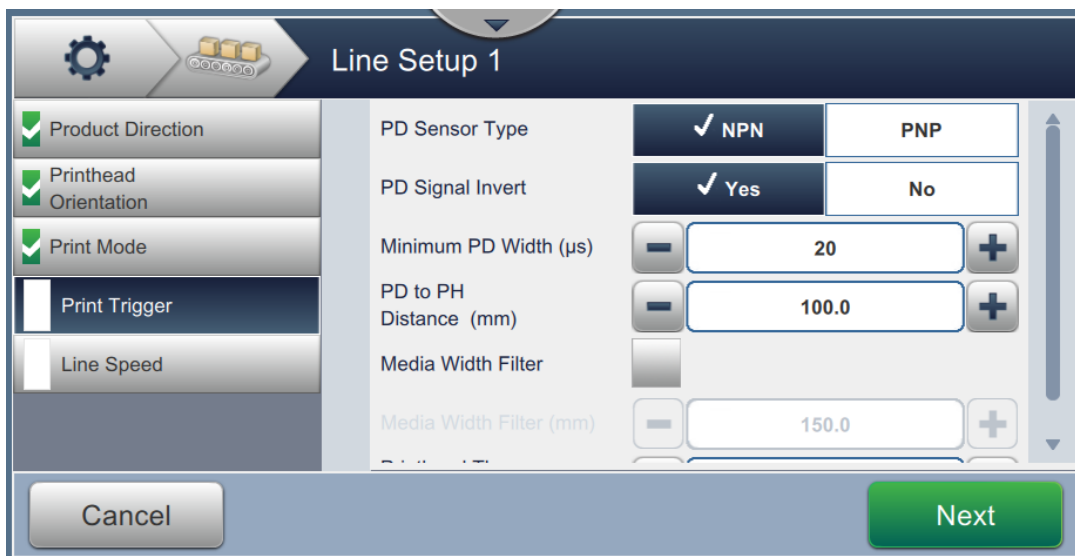 Line Setup 1
Product Direction
Printhead
Orientation
Print Mode
Print Trigger
Line Speed
PD Sensor Type
NPN
PNP
PD Signal Invert
Yes
No
Minimum PD Width (µs)
20
PD to PH
Distance (mm)
100.0
Media Width Filter
Media Width Filter (mm)
150.0
Cancel
Next